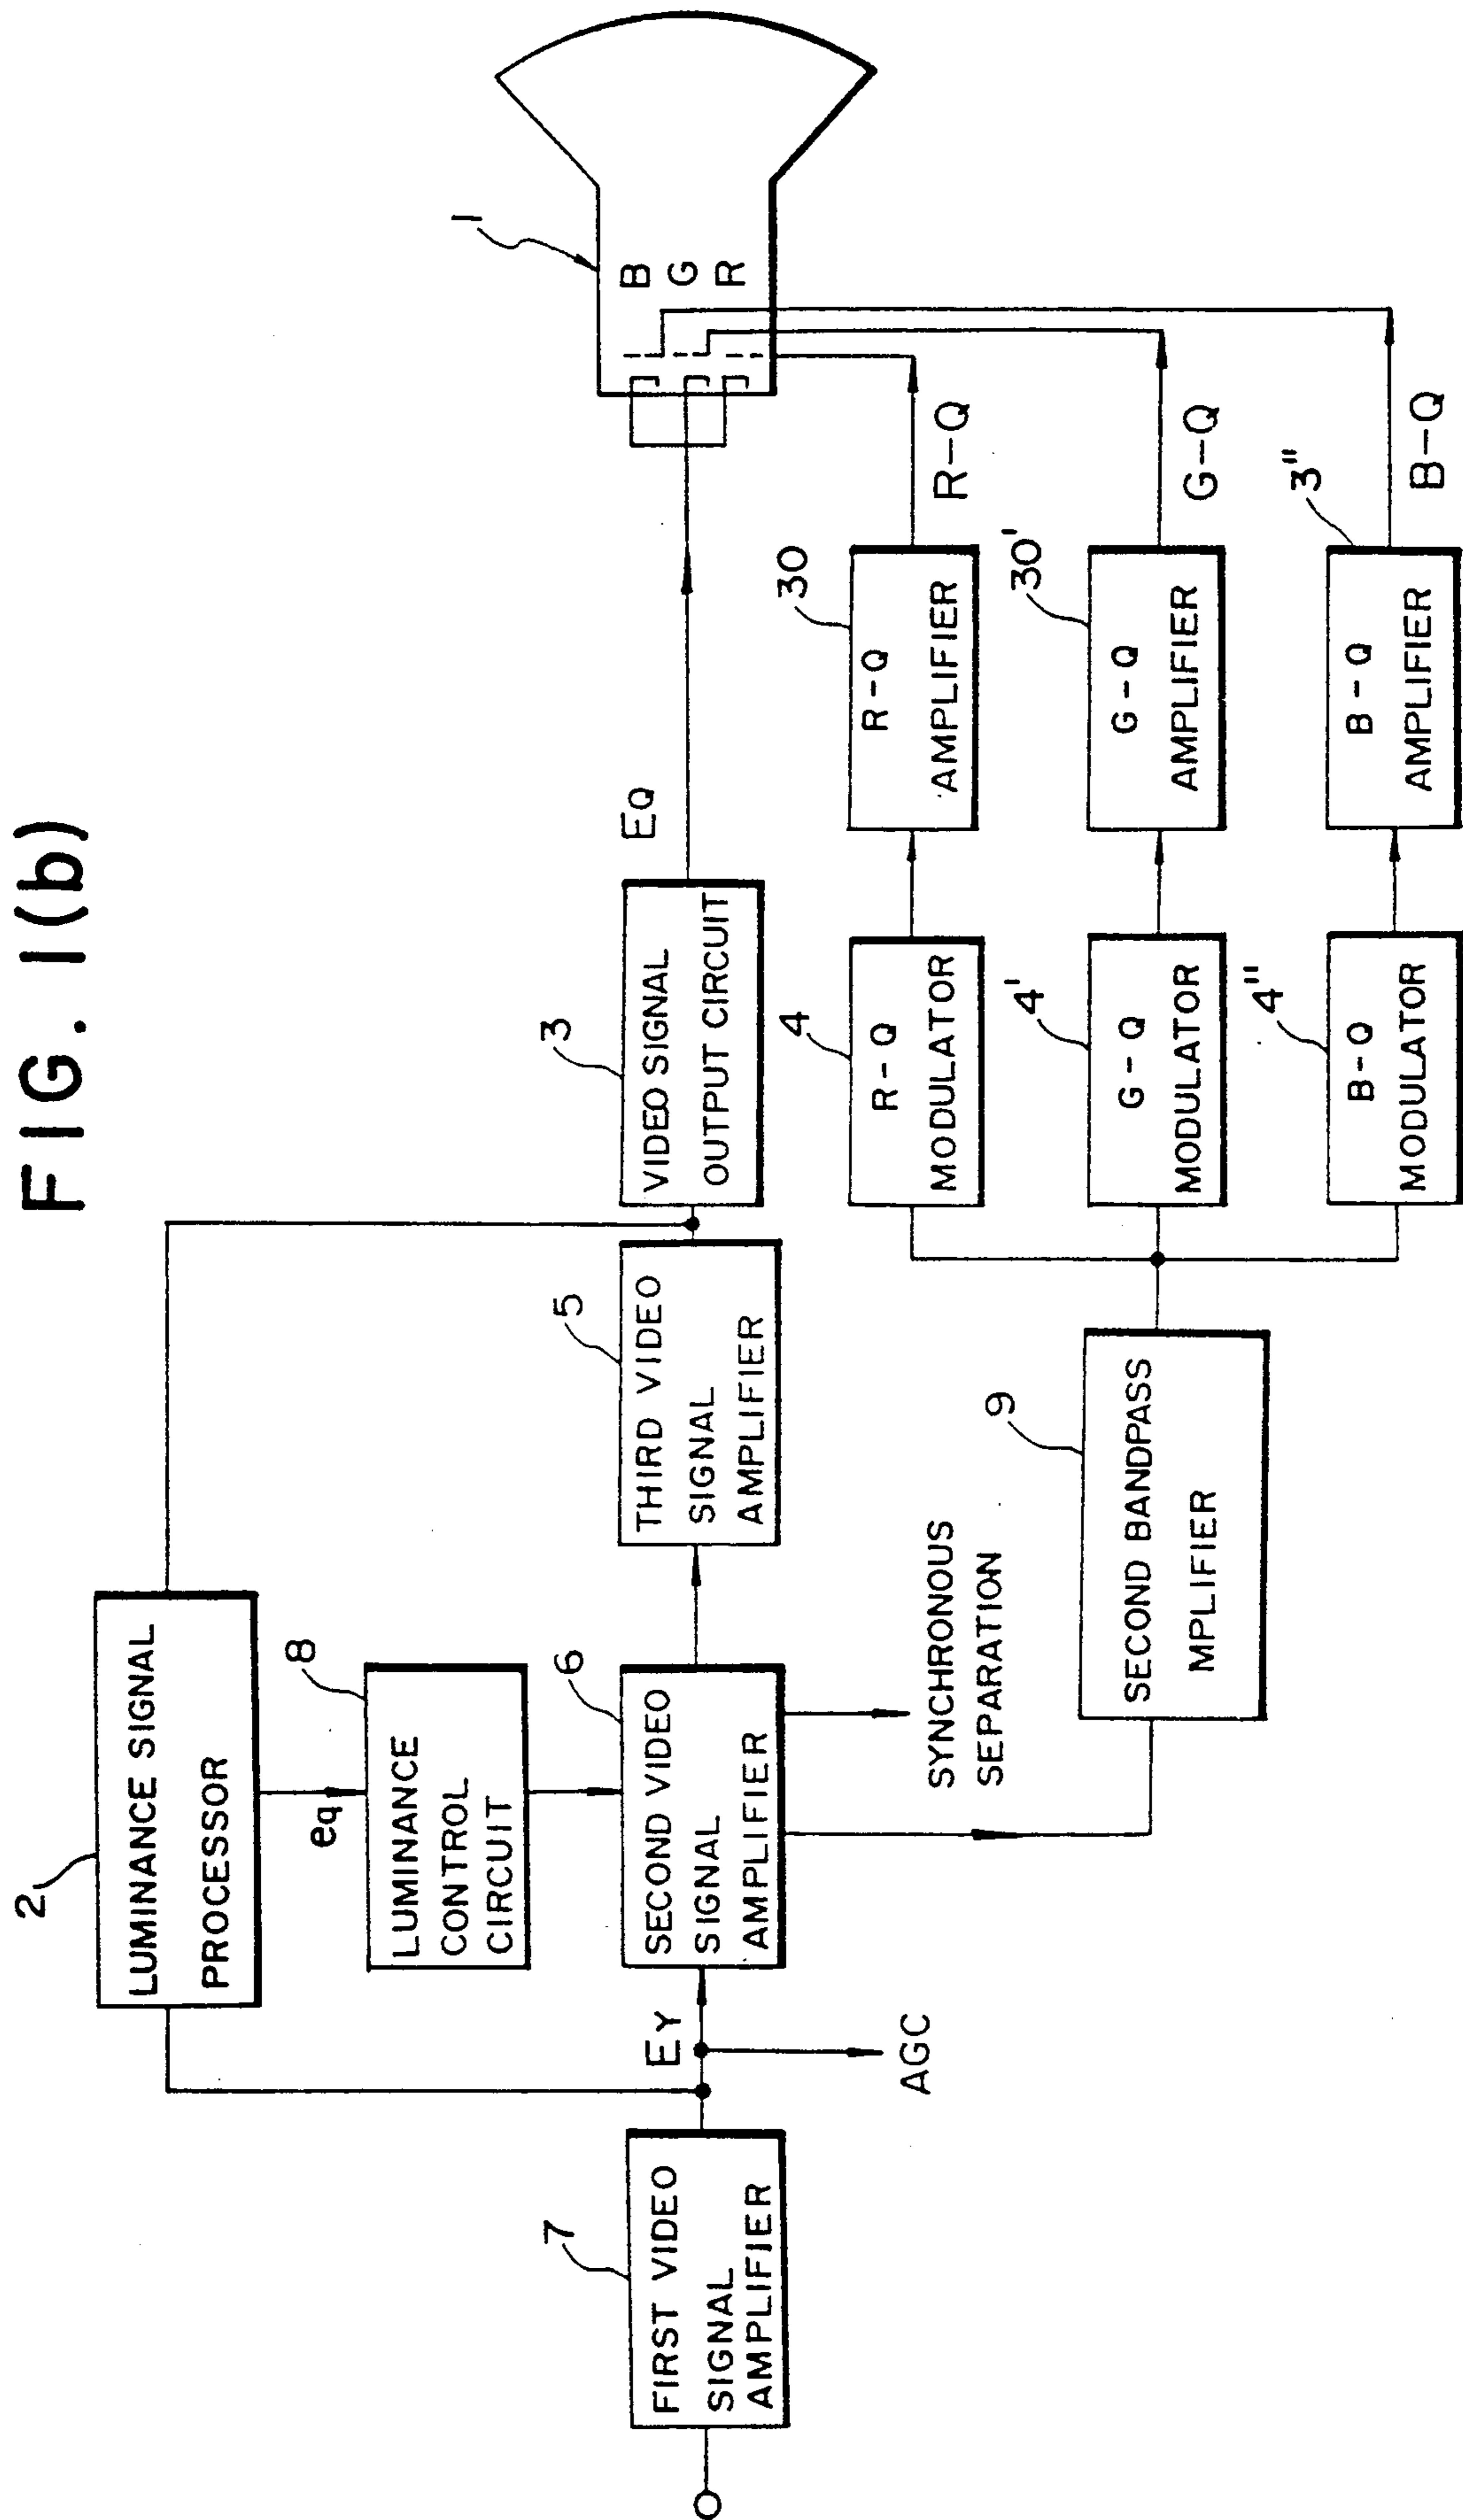 FIG. 1(b)
2
LUMINANCE SIGNAL
PROCESSOR
eq
8
LUMINANCE
CONTROL
CIRCUIT
7
FIRST VIDEO
SIGNAL
AMPLIFIER
EY
AGC
6
SECOND VIDEO
SIGNAL
AMPLIFIER
SYNCHRONOUS
SEPARATION
5
THIRD VIDEO
SIGNAL
AMPLIFIER
3
VIDEO SIGNAL
OUTPUT CIRCUIT
EQ
1
B
G
R
9
SECOND BANDPASS
MPLIFIER
4
R-Q
MODULATOR
30
R-Q
AMPLIFIER
R-Q
4'
G-Q
MODULATOR
30'
G-Q
AMPLIFIER
G-Q
4"
B-Q
MODULATOR
3"
B-Q
AMPLIFIER
B-Q